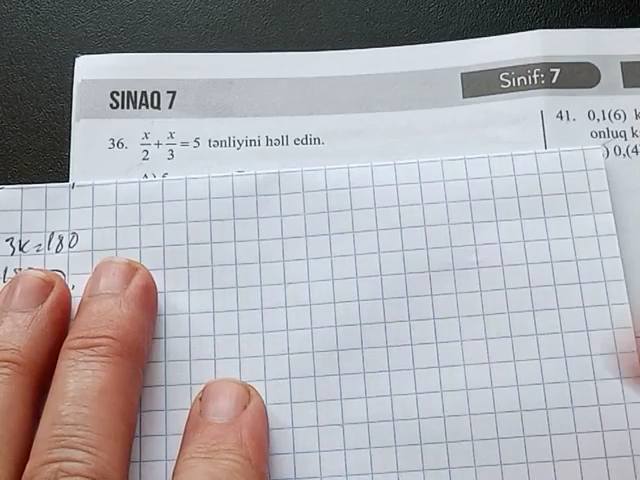 SINAQ 7
Sinif: 7
36. x/2 + x/3 = 5 tənliyini həll edin.
41. 0,1(6) k
onluq k
) 0,(4
3x=180